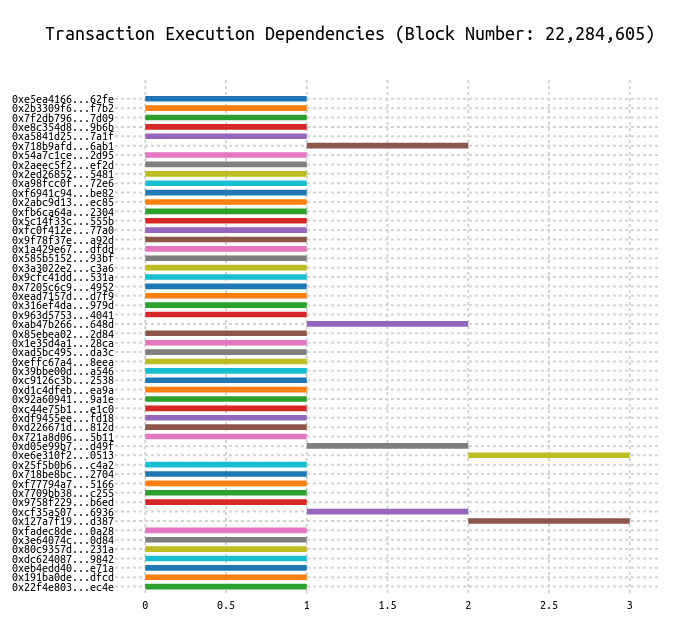 Transaction Execution Dependencies (Block Number: 22,284,605)
0xe5ea4166...62fe
0x2b3309f6...f7b2
0x7f2db796...7d09
0xe8c354d8...9b6b
0xa5841d25...7a1f
0x718b9afd...6ab1
0x54a7c1ce...2d95
0x2aeec5f2...ef2d
0x2ed26852...5481
0xa98fcc0f...72e6
0xf6941c94...be82
0x2abc9d13...ec85
0xfb6ca64a...2304
0x5c14f33c...555b
0xfc0f412e...77a0
0x9f78f37e...a92d
0x1a429e67...dfdd
0x585b5152...93bf
0x3a3022e2...c3a6
0x9cfc41dd...531a
0x7205c6c9...4952
0xead7157d...d7f9
0x316ef4da...979d
0x963d5753...4041
0xab47b266...648d
0x85ebea02...2d84
0x1e35d4a1...28ca
0xad5bc495...da3c
0xeffc67a4...8eea
0x39bbe00d...a546
0xc9126c3b...2538
0xd1c4dfeb...ea9a
0x92a60941...9a1e
0xc44e75b1...e1c0
0xdf9455ee...fd18
0xd226671d...812d
0x721a8d06...5b11
0xd05e99b7...d49f
0xe6e310f2...0513
0x25f5b0b6...c4a2
0x718be8bc...2704
0xf77794a7...5166
0x7709bb38...c255
0x9758f229...b6ed
0xcf35a507...6936
0x127a7f19...d387
0xfadec8de...0a28
0x3e64074c...0d84
0x80c9357d...231a
0xdc624087...9842
0xeb4edd40...e71a
0x191ba0de...dfcd
0x22f4e803...ec4e
0 0.5 1 1.5 2 2.5 3